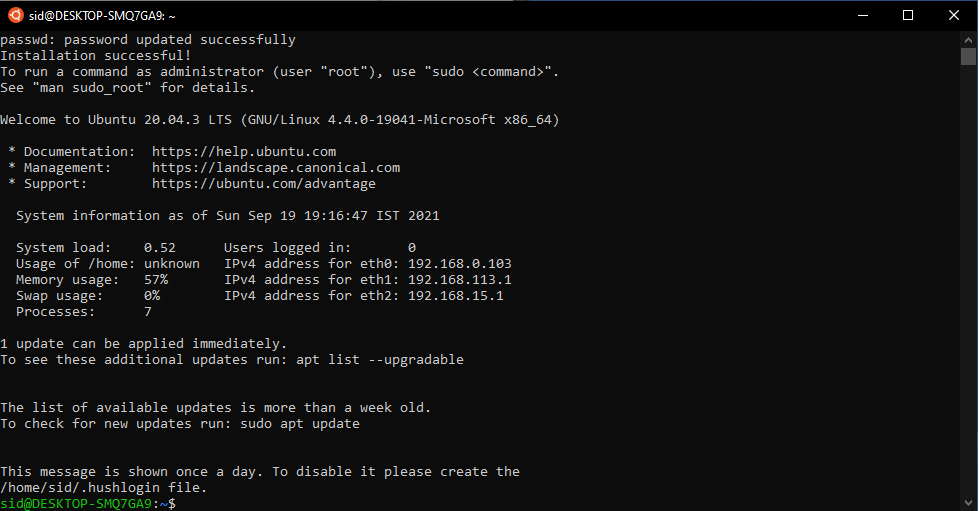 sid@DESKTOP-SMQ7GA9: ~
passwd: password updated successfully
Installation successful!
To run a command as administrator (user "root"), use "sudo <command>".
See "man sudo_root" for details.
Welcome to Ubuntu 20.04.3 LTS (GNU/Linux 4.4.0-19041-Microsoft x86_64)
* Documentation:  https://help.ubuntu.com
* Management:     https://landscape.canonical.com
* Support:        https://ubuntu.com/advantage
System information as of Sun Sep 19 19:16:47 IST 2021
System load:    0.52      Users logged in:       0
Usage of /home: unknown   IPv4 address for eth0: 192.168.0.103
Memory usage:   57%       IPv4 address for eth1: 192.168.113.1
Swap usage:     0%        IPv4 address for eth2: 192.168.15.1
Processes:      7
1 update can be applied immediately.
To see these additional updates run: apt list --upgradable
The list of available updates is more than a week old.
To check for new updates run: sudo apt update
This message is shown once a day. To disable it please create the
/home/sid/.hushlogin file.
sid@DESKTOP-SMQ7GA9:~$